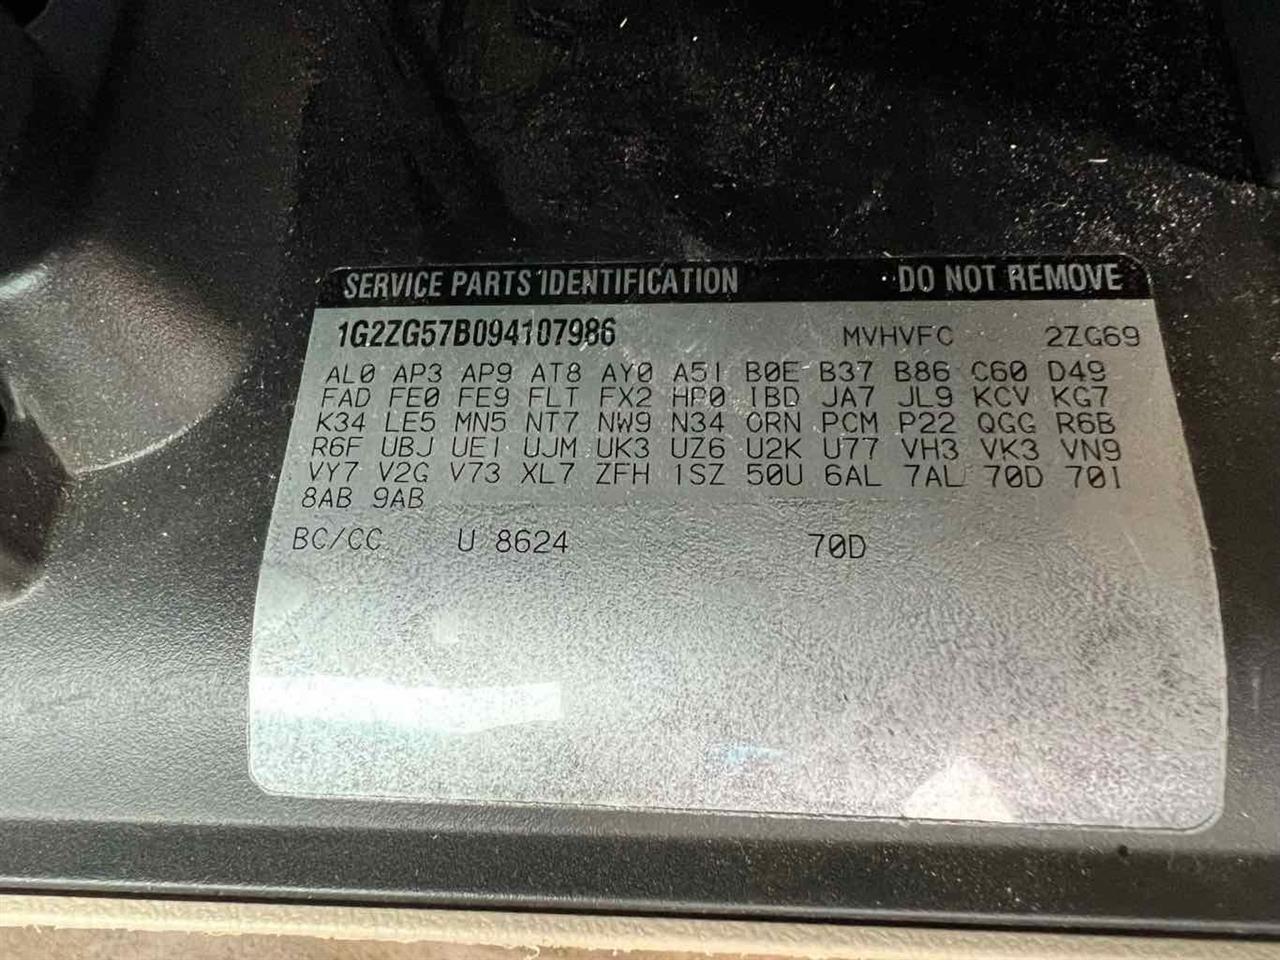 SERVICE PARTS IDENTIFICATION DO NOT REMOVE
1G2ZG57B094107986 MVHVFC 2ZG69
AL0 AP3 AP9 AT8 AY0 A51 B0E B37 B86 C60 D49
FAD FE0 FE9 FLT FX2 HP0 IBD JA7 JL9 KCV KG7
K34 LE5 MN5 NT7 NW9 N34 ORN PCM P22 QGG R6B
R6F UBJ UE1 UJM UK3 UZ6 U2K U77 VH3 VK3 VN9
VY7 V2G V73 XL7 ZFH 1SZ 50U 6AL 7AL 70D 701
8AB 9AB
BC/CC U 8624 70D